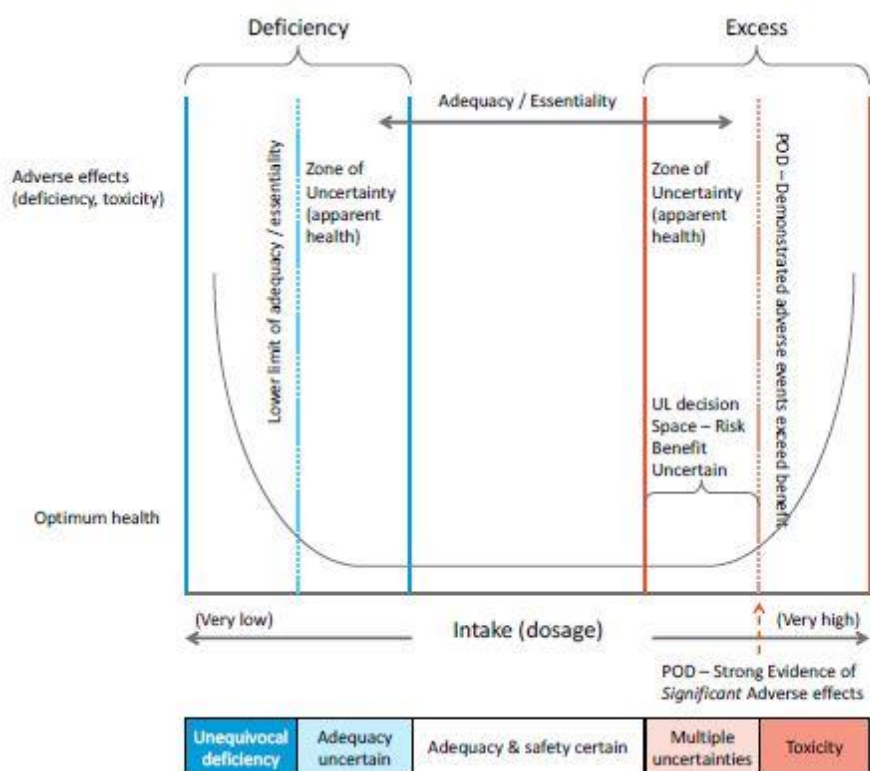 Deficiency
Excess
Adequacy / Essentiality
Adverse effects
(deficiency, toxicity)
Lower limit of adequacy / essentiality
Zone of
Uncertainty
(apparent
health)
Zone of
Uncertainty
(apparent
health)
POD – Demonstrated adverse events exceed benefit
UL decision
Space – Risk
Benefit
Uncertain
Optimum health
(Very low)
Intake (dosage)
(Very high)
POD – Strong Evidence of
Significant Adverse effects
Unequivocal
deficiency
Adequacy
uncertain
Adequacy & safety certain
Multiple
uncertainties
Toxicity